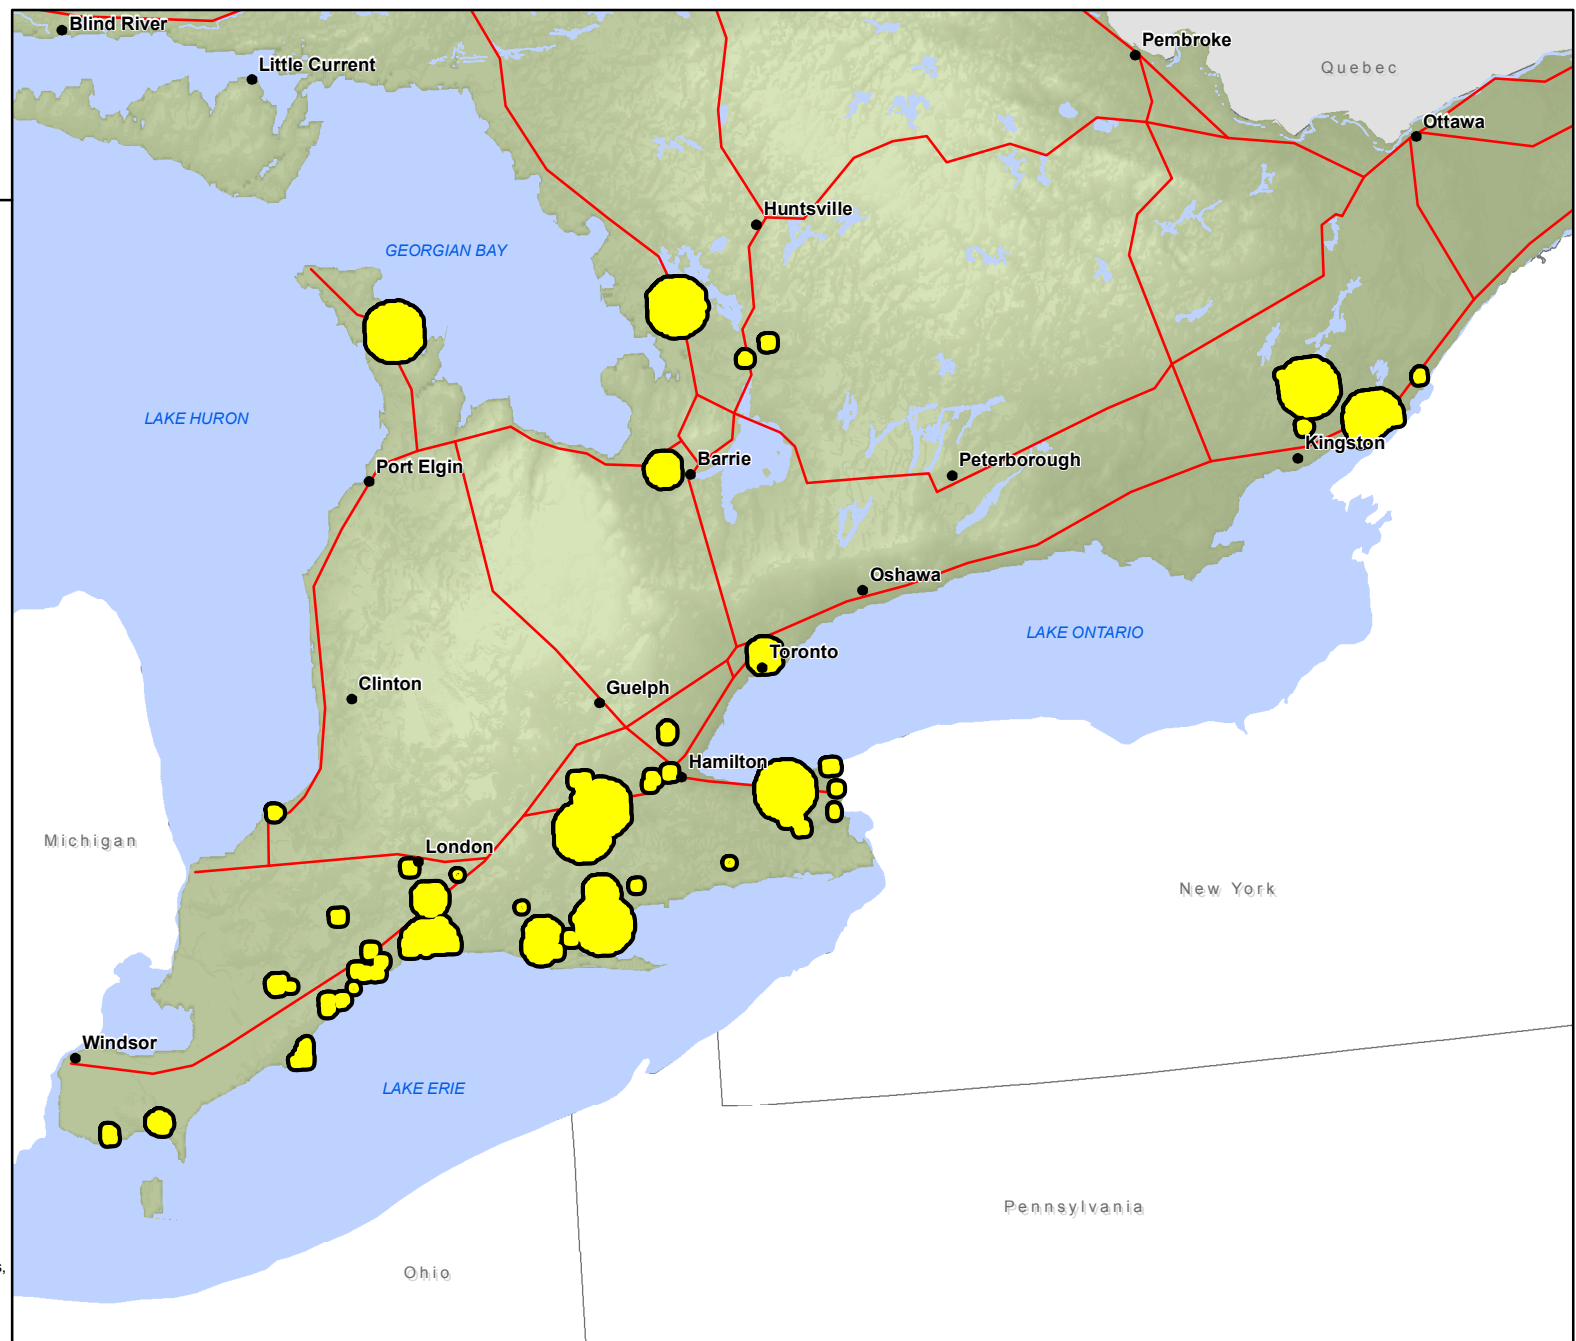 Blind River
Pembroke
Little Current
Quebec
Ottawa
Huntsville
GEORGIAN BAY
LAKE HURON
Kingston
Barrie
Peterborough
Port Elgin
Oshawa
LAKE ONTARIO
Toronto
Clinton
Guelph
Hamilton
Michigan
London
New York
Windsor
LAKE ERIE
Pennsylvania
Ohio